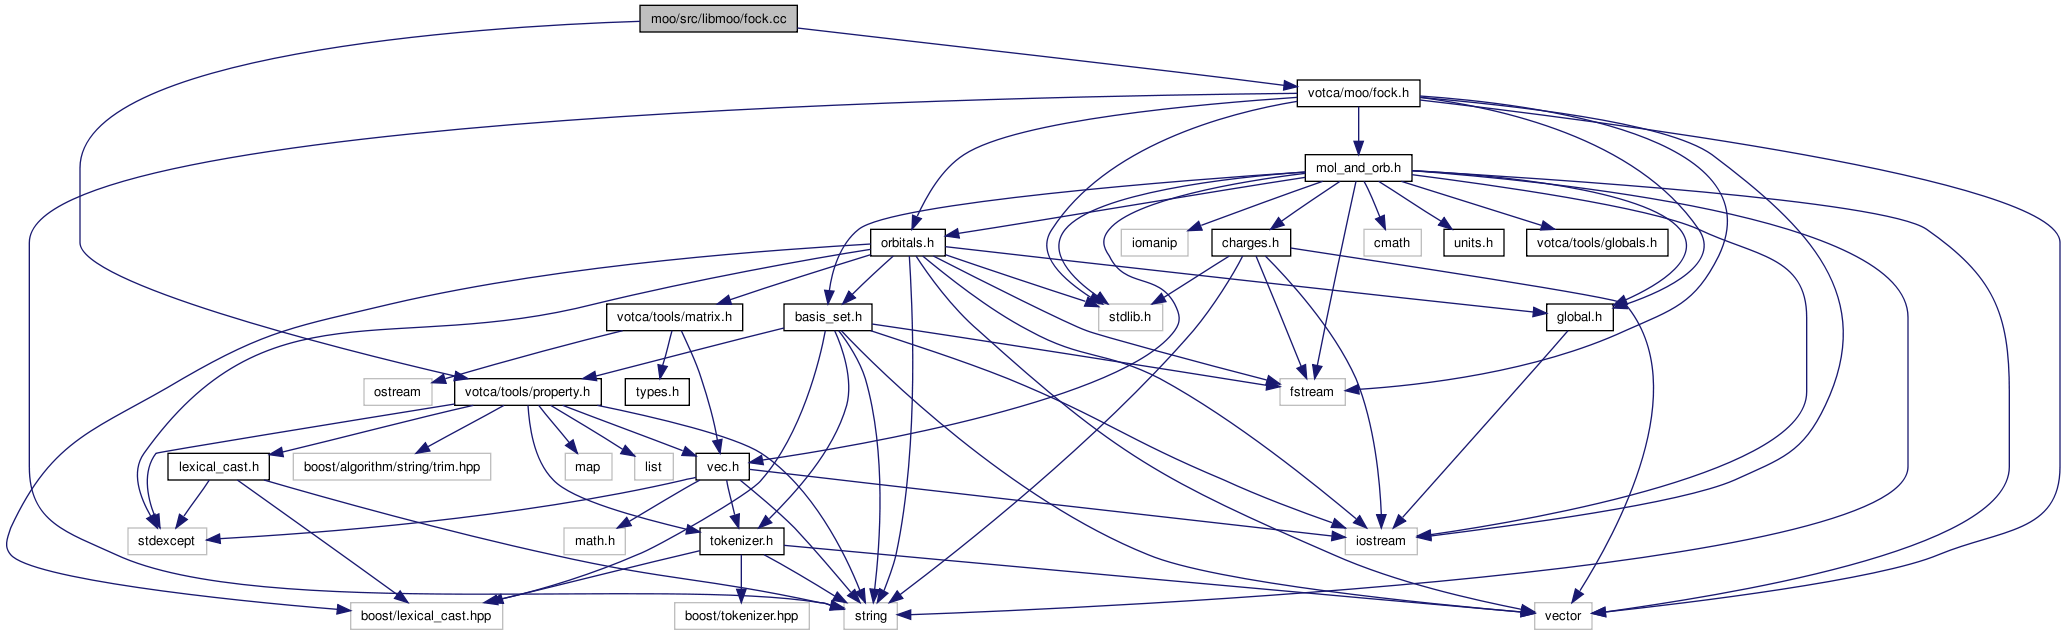 moo/src/libmoo/fock.cc
votca/moo/fock.h
mol_and_orb.h
orbitals.h
iomanip
charges.h
cmath
units.h
votca/tools/globals.h
votca/tools/matrix.h
basis_set.h
stdlib.h
global.h
ostream
votca/tools/property.h
types.h
fstream
lexical_cast.h
boost/algorithm/string/trim.hpp
map
list
vec.h
stdexcept
math.h
tokenizer.h
iostream
boost/lexical_cast.hpp
boost/tokenizer.hpp
string
vector